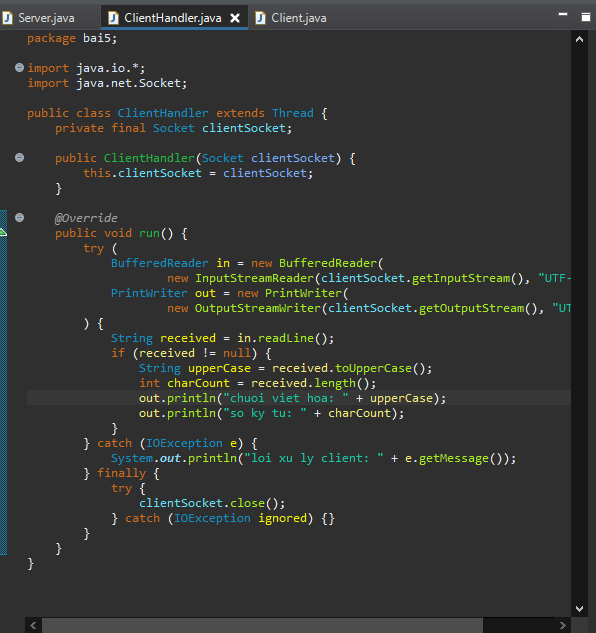 Server.java ClientHandler.java Client.java
package bai5;
import java.io.*;
import java.net.Socket;
public class ClientHandler extends Thread {
private final Socket clientSocket;
public ClientHandler(Socket clientSocket) {
this.clientSocket = clientSocket;
}
@Override
public void run() {
try (
BufferedReader in = new BufferedReader(
new InputStreamReader(clientSocket.getInputStream(), "UTF-
PrintWriter out = new PrintWriter(
new OutputStreamWriter(clientSocket.getOutputStream(), "UT
) {
String received = in.readLine();
if (received != null) {
String upperCase = received.toUpperCase();
int charCount = received.length();
out.println("chuoi viet hoa: " + upperCase);
out.println("so ky tu: " + charCount);
}
} catch (IOException e) {
System.out.println("loi xu ly client: " + e.getMessage());
} finally {
try {
clientSocket.close();
} catch (IOException ignored) {}
}
}
}